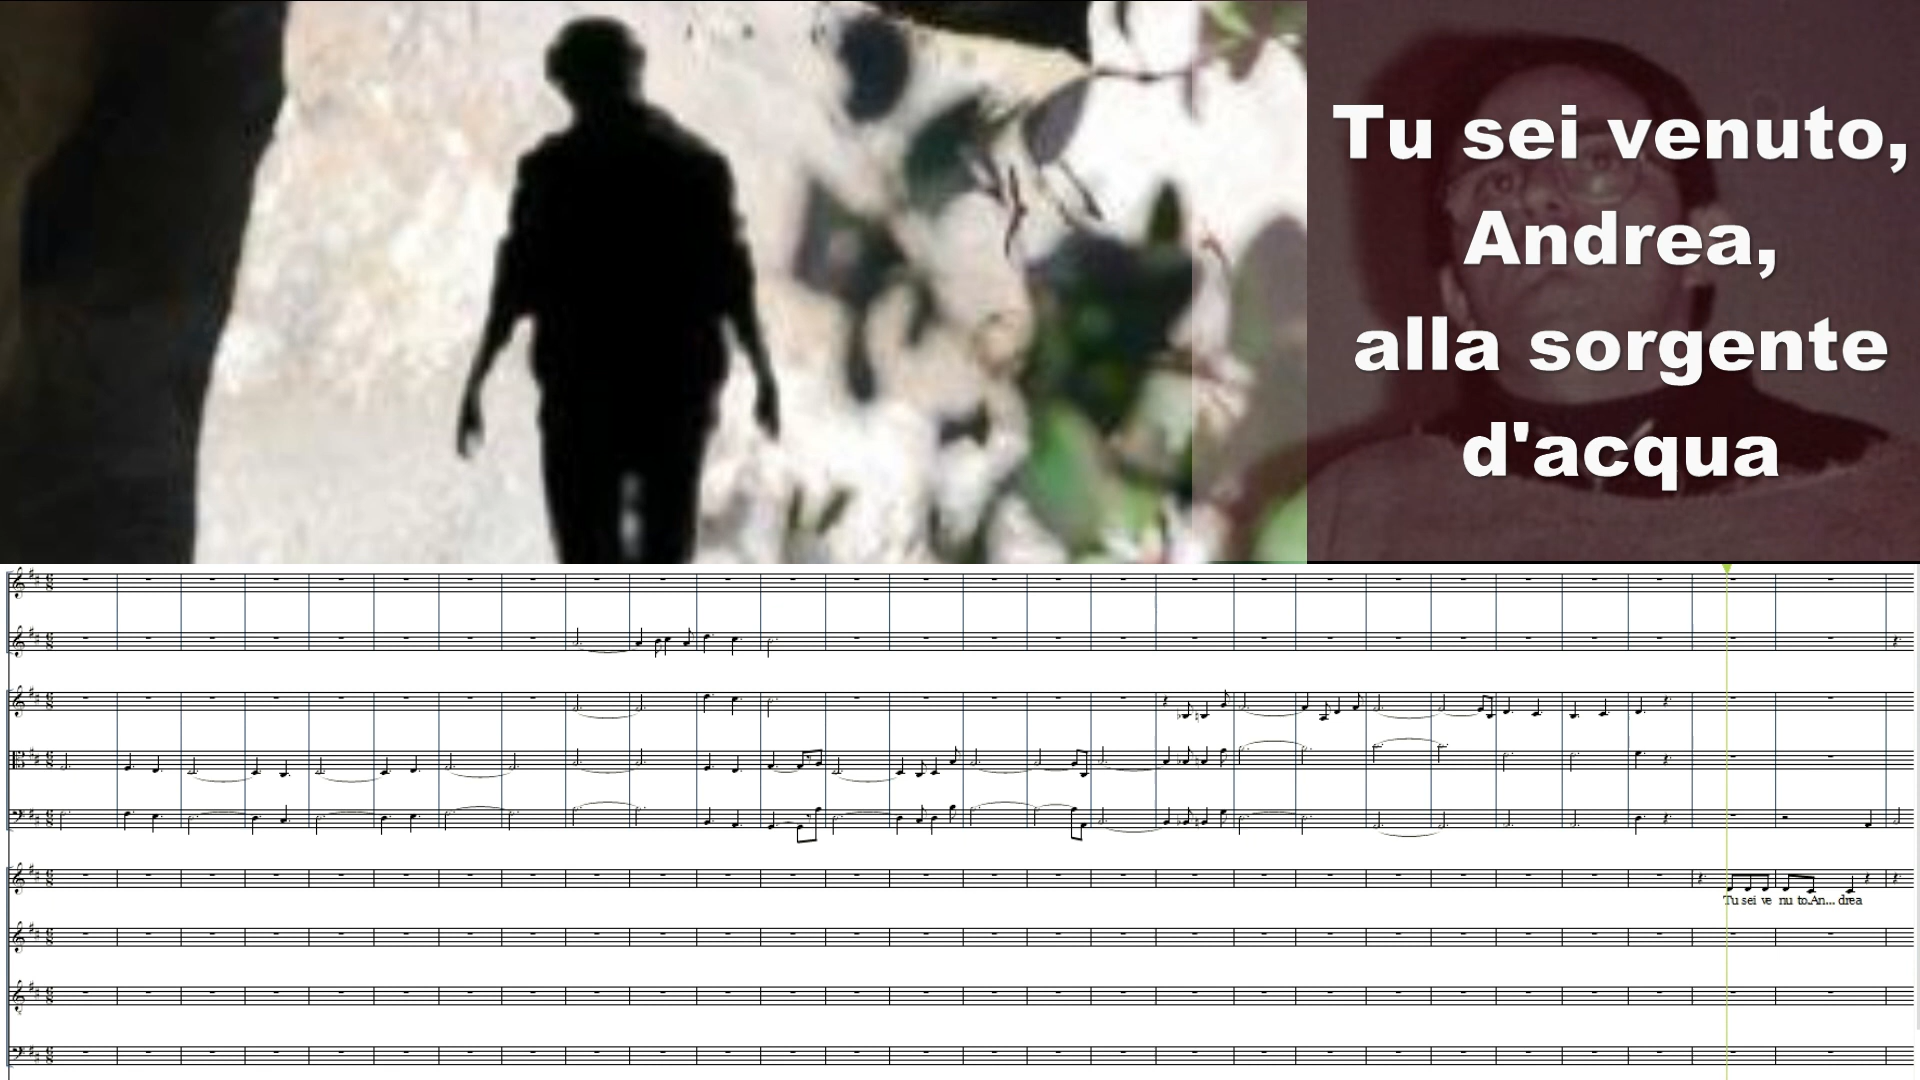 Tu sei venuto,
Andrea,
alla sorgente
d'acqua
Tu sei ve nu to.An... drea